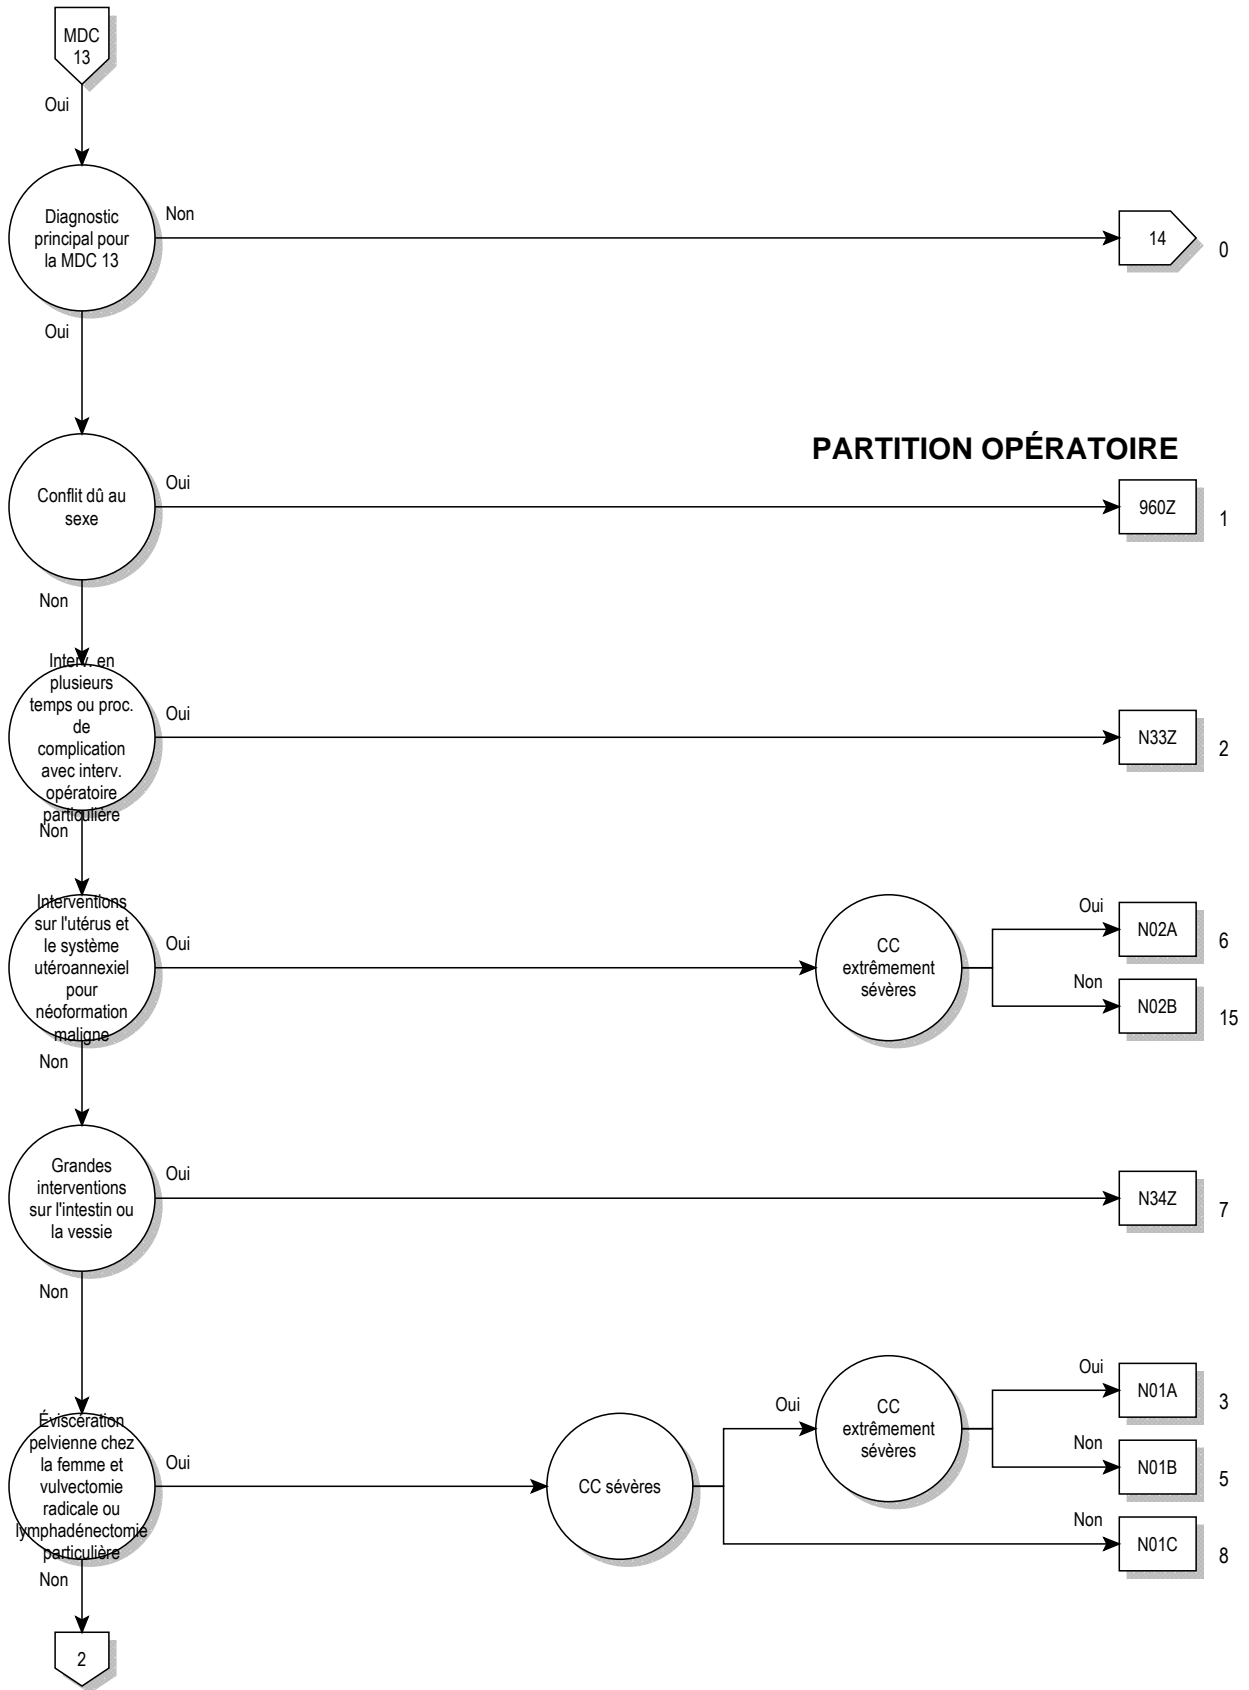 MDC
13
Oui
Diagnostic
principal pour
la MDC 13
Non
14
0
Oui
PARTITION OPÉRATOIRE
Conflit dû au
sexe
Oui
960Z
1
Non
Interv. en
plusieurs
temps ou proc.
de
complication
avec interv.
opératoire
particulière
Oui
N33Z
2
Non
Interventions
sur l'utérus et
le système
utéroannexiel
pour
néoformation
maligne
Oui
CC
extrêmement
sévères
Oui
N02A
6
Non
N02B
15
Non
Grandes
interventions
sur l'intestin ou
la vessie
Oui
N34Z
7
Non
Éviscération
pelvienne chez
la femme et
vulvectomie
radicale ou
lymphadénectomie
particulière
Oui
CC sévères
Oui
CC
extrêmement
sévères
Oui
N01A
3
Non
N01B
5
Non
N01C
8
Non
2